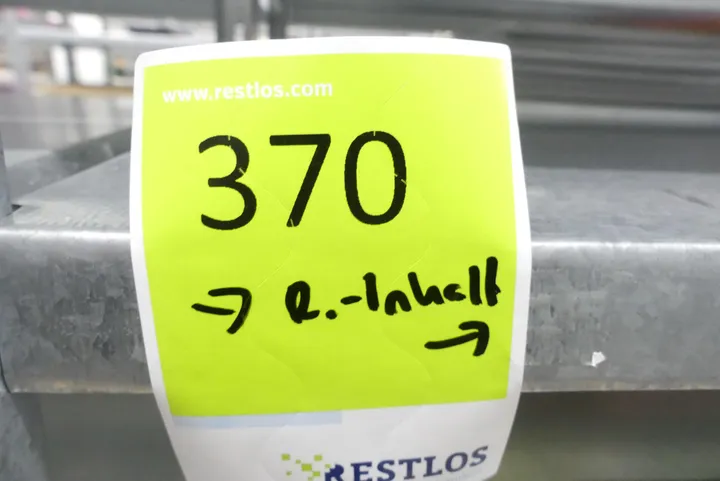 www.restlos.com
370
→ R.-Inhalt
→
RESTLOS